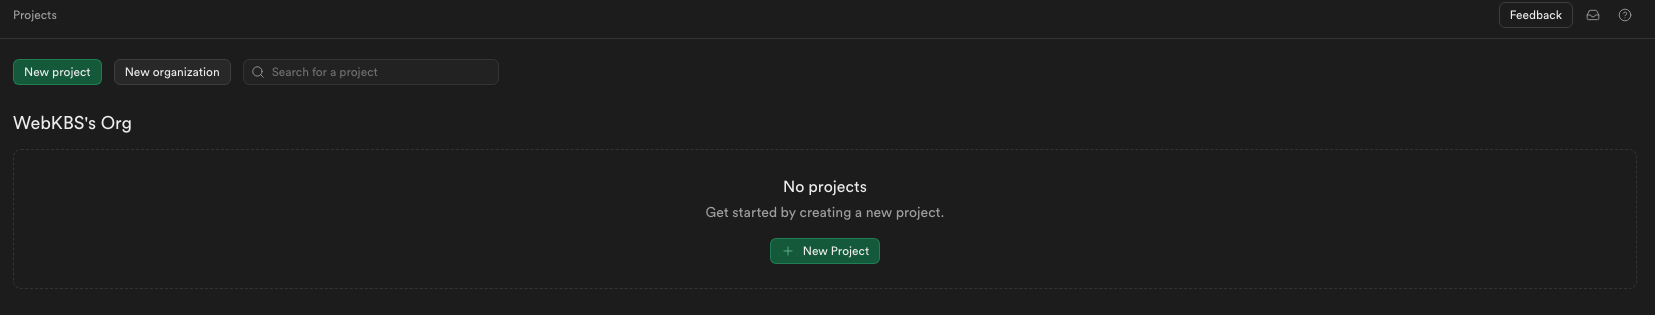 Projects
Feedback
New project
New organization
Search for a project
WebKBS's Org
No projects
Get started by creating a new project.
New Project